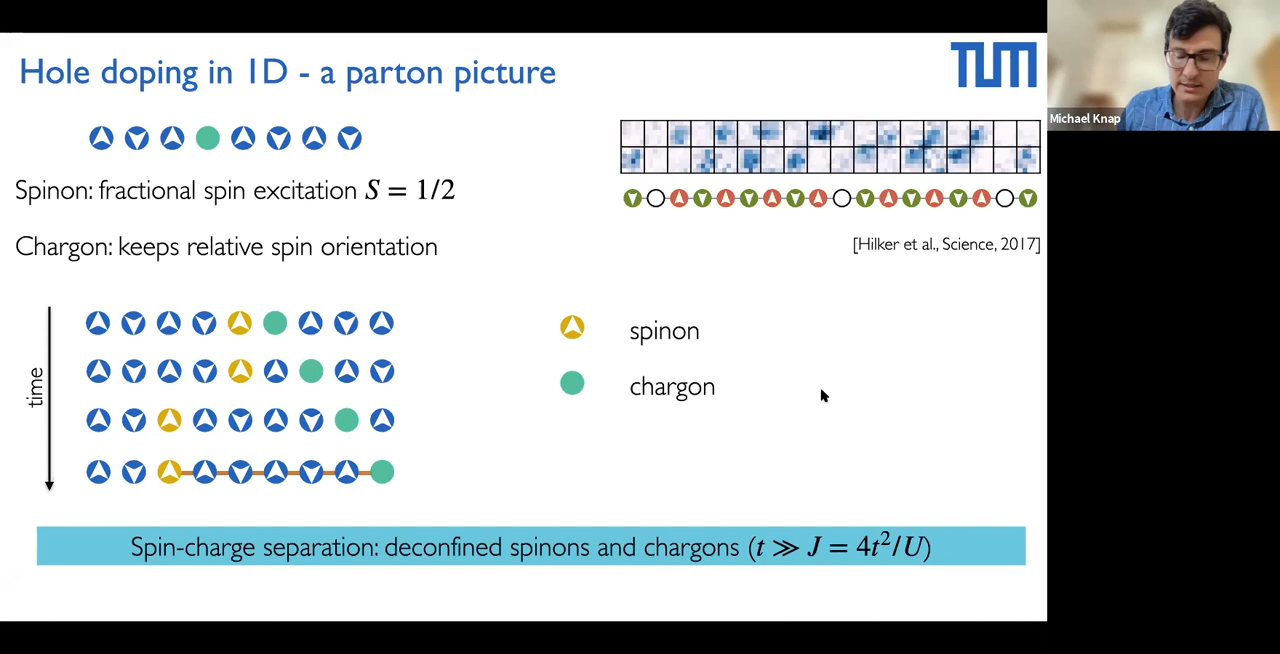 Hole doping in 1D - a parton picture
TUM
Michael Knap
Spinon: fractional spin excitation S = 1/2
Chargon: keeps relative spin orientation
[Hilker et al., Science, 2017]
time
spinon
chargon
Spin-charge separation: deconfined spinons and chargons (t ≫ J = 4t²/U)